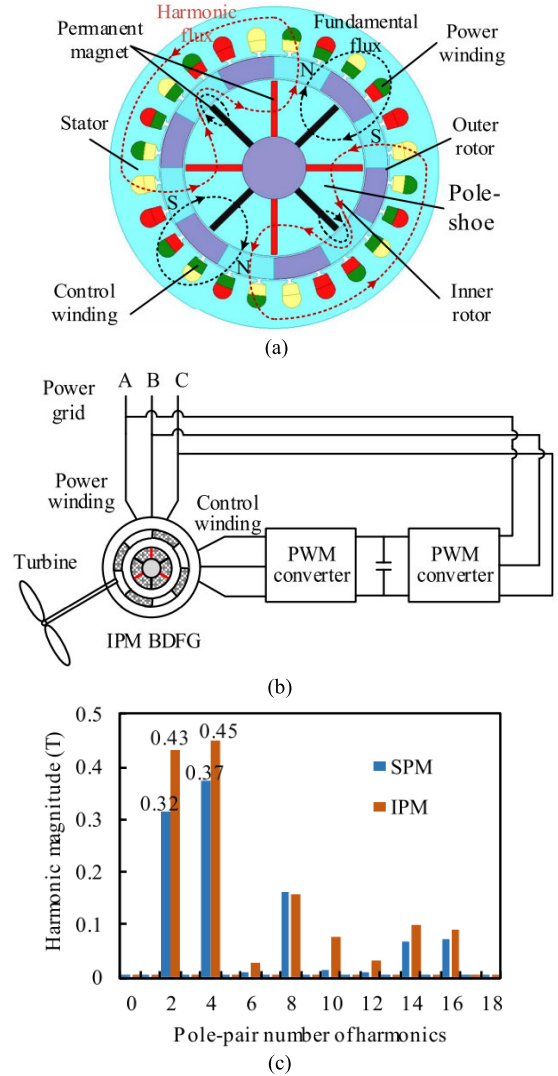 Harmonic
flux
Fundamental
flux
Permanent
magnet
Power
winding
N
Stator
S
Outer
rotor
S
Pole-
shoe
N
Control
winding
Inner
rotor
(a)
A B C
Power
grid
Power
winding
Control
winding
Turbine
PWM
converter
PWM
converter
IPM BDFG
(b)
0.5
0.43
0.45
0.4
0.37
0.32
0.3
0.2
0.1
0
Harmonic magnitude (T)
SPM
IPM
0 2 4 6 8 10 12 14 16 18
Pole-pair number of harmonics
(c)